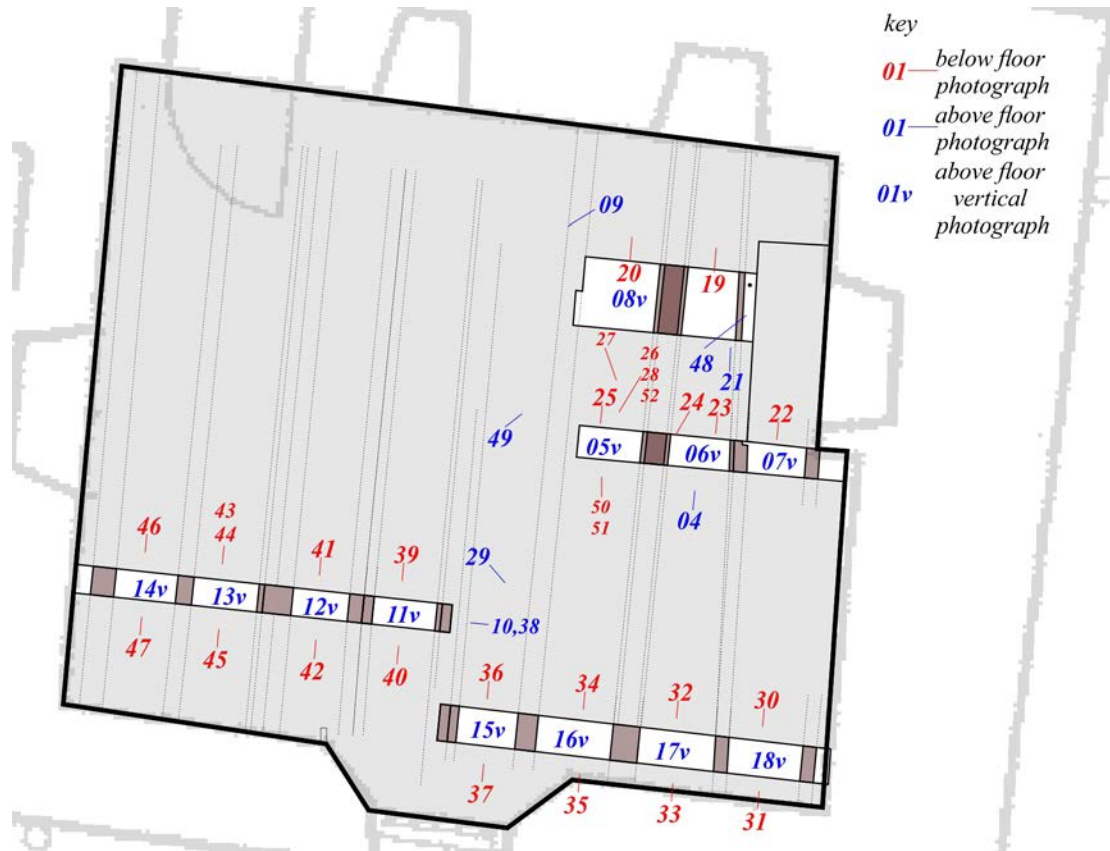 key
01 below floor
photograph
01 above floor
photograph
01v above floor
vertical
photograph
09
20
08v
19
27
26
28
52
48
21
25
24
23
22
49
05v
06v
07v
50
51
04
46
43
44
41
39
29
14v
13v
12v
11v
10,38
47
45
42
40
36
34
32
30
15v
16v
17v
18v
37
35
33
31